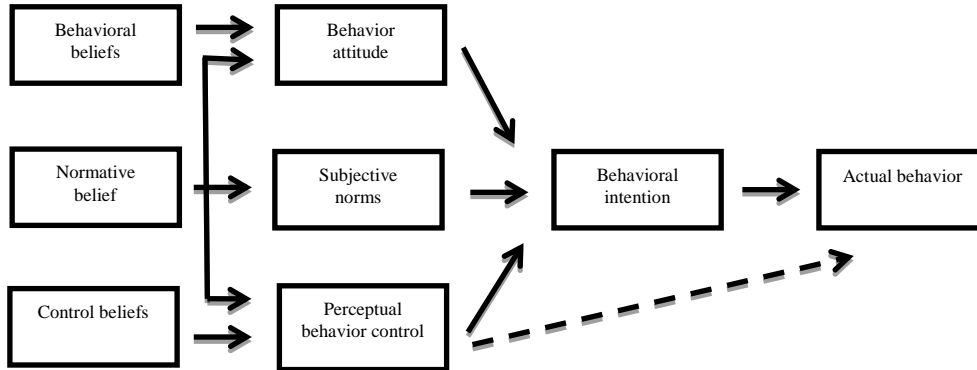 Behavioral
beliefs
Behavior
attitude
Normative
belief
Subjective
norms
Behavioral
intention
Actual behavior
Control beliefs
Perceptual
behavior control